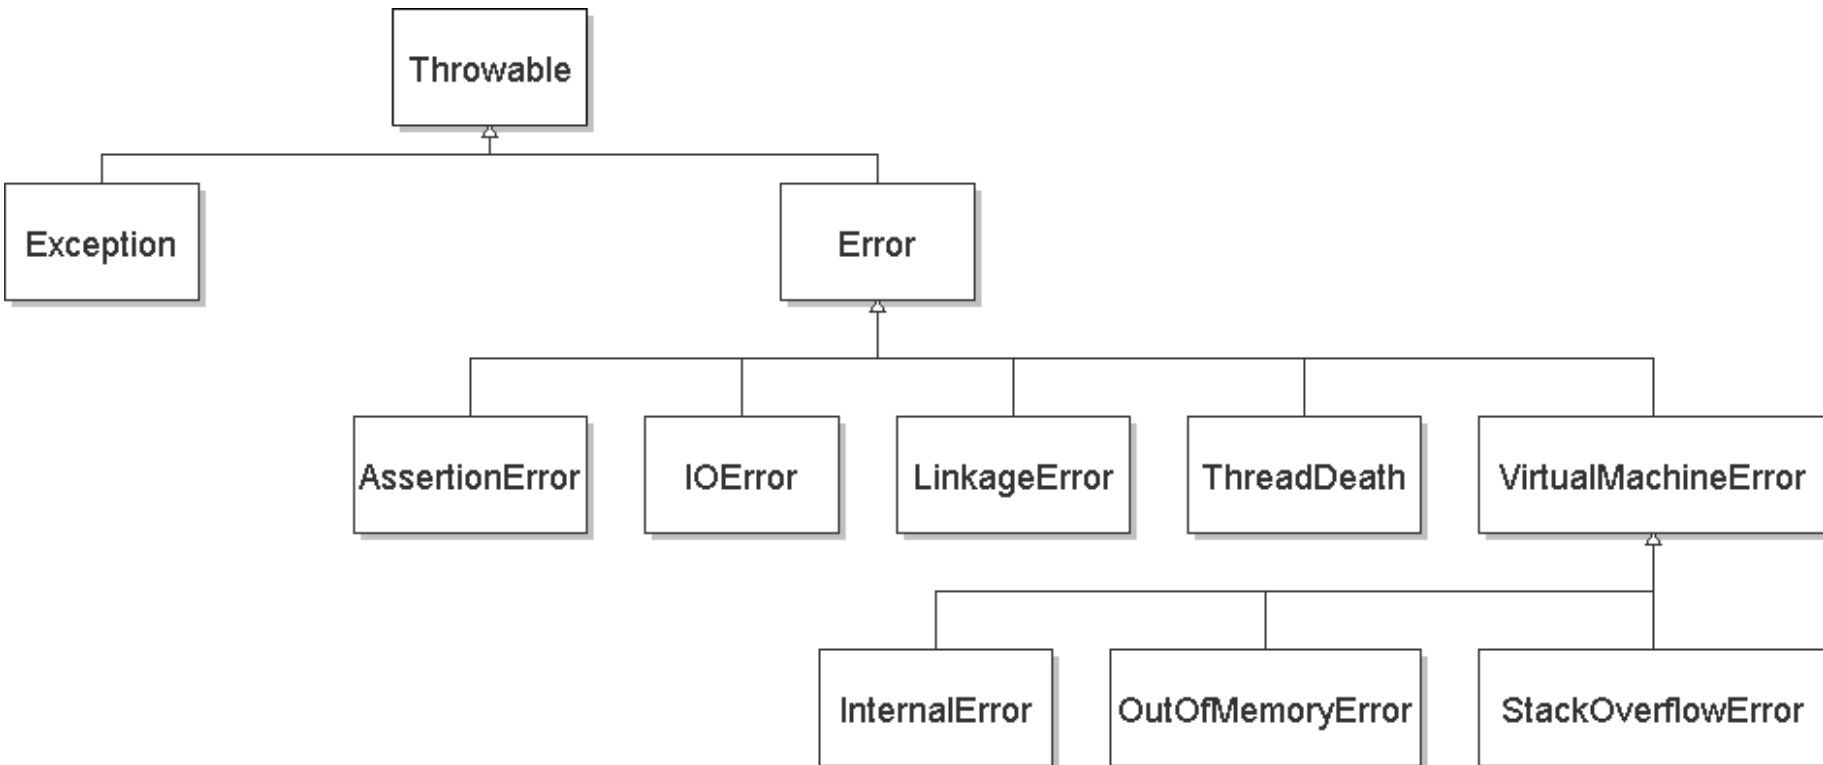 Throwable
Exception
Error
AssertionError
IOError
LinkageError
ThreadDeath
VirtualMachineError
InternalError
OutOfMemoryError
StackOverflowError